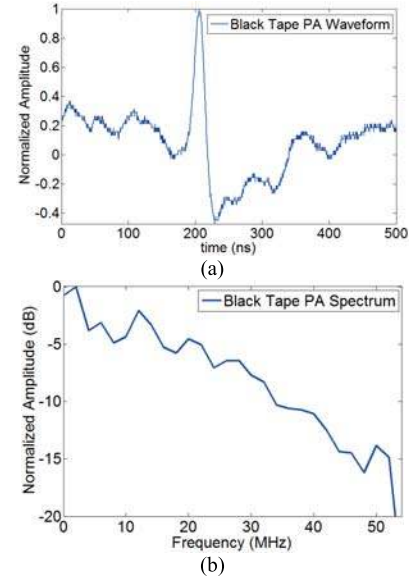 Black Tape PA Waveform
Normalized Amplitude
1
0.8
0.6
0.4
0.2
0
-0.2
-0.4
0 100 200 300 400 500
time (ns)
(a)
Black Tape PA Spectrum
Normalized Amplitude (dB)
0
-5
-10
-15
-20
0 10 20 30 40 50
Frequency (MHz)
(b)